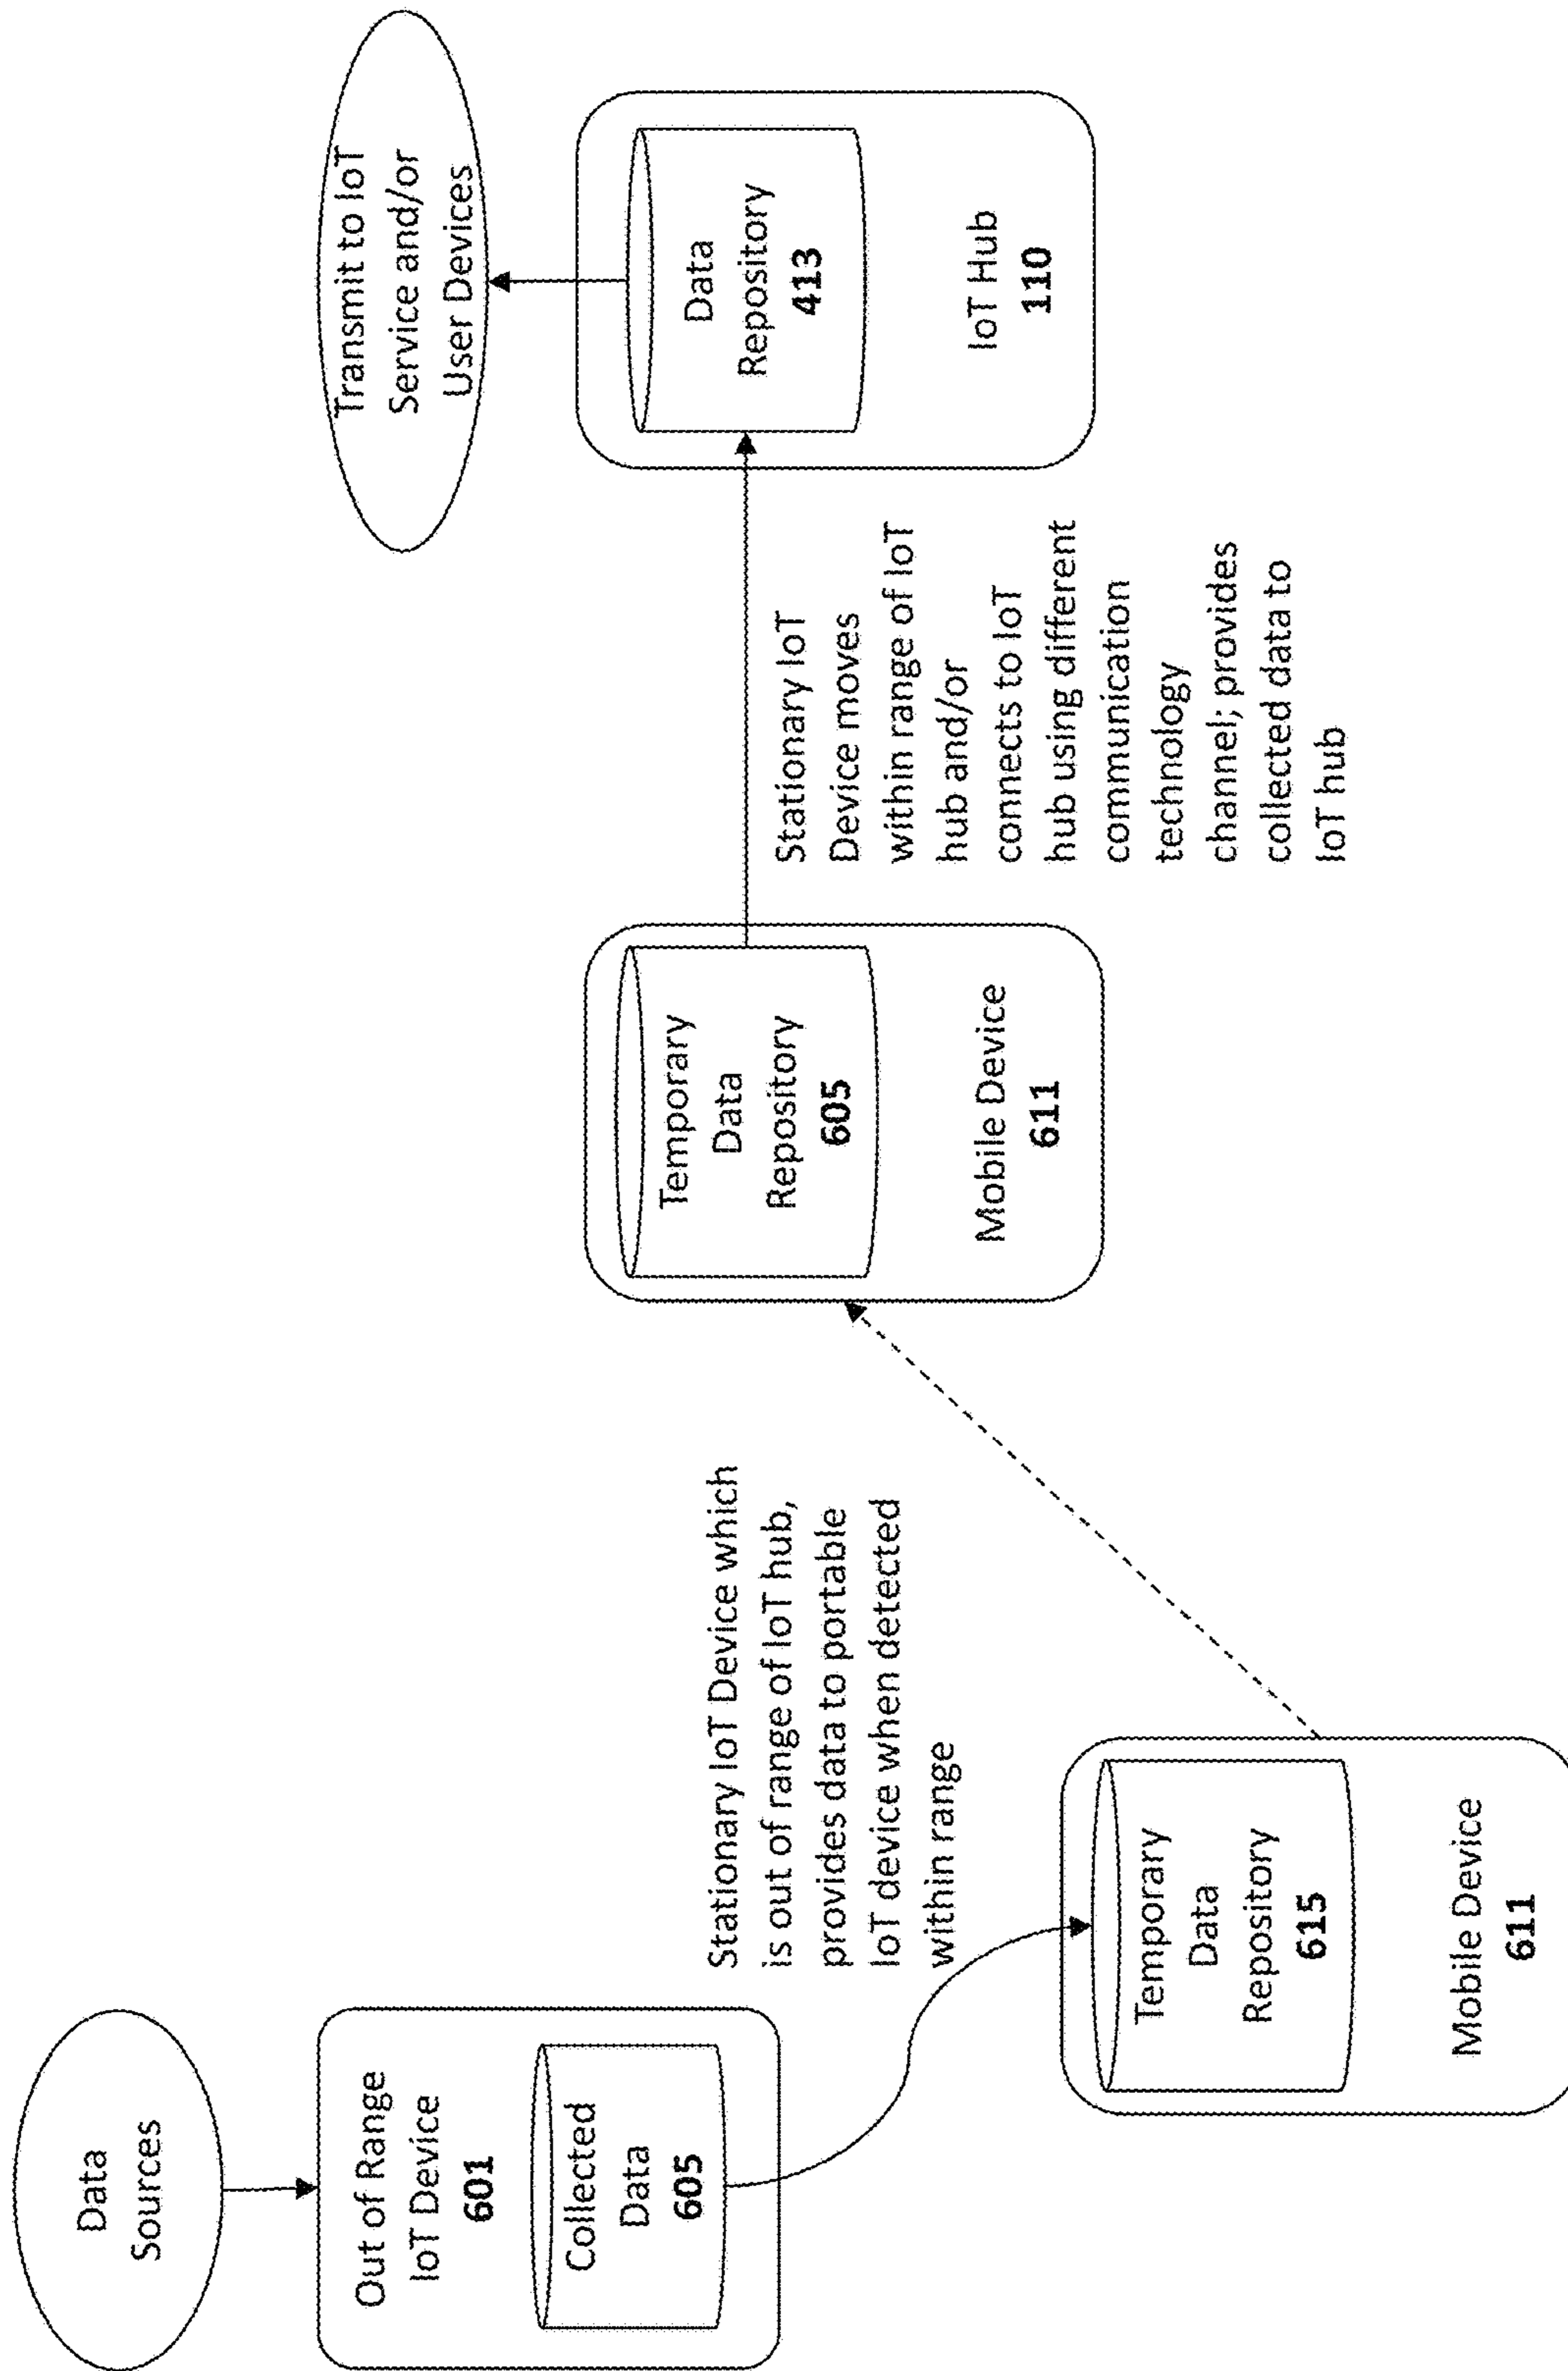 Data
Sources
Out of Range
IoT Device
601
Collected
Data
605
Stationary IoT Device which
is out of range of IoT hub,
provides data to portable
IoT device when detected
within range
Temporary
Data
Repository
615
Mobile Device
611
Temporary
Data
Repository
605
Mobile Device
611
Stationary IoT
Device moves
within range of IoT
hub and/or
connects to IoT
hub using different
communication
technology
channel; provides
collected data to
IoT hub
Transmit to IoT
Service and/or
User Devices
Data
Repository
413
IoT Hub
110